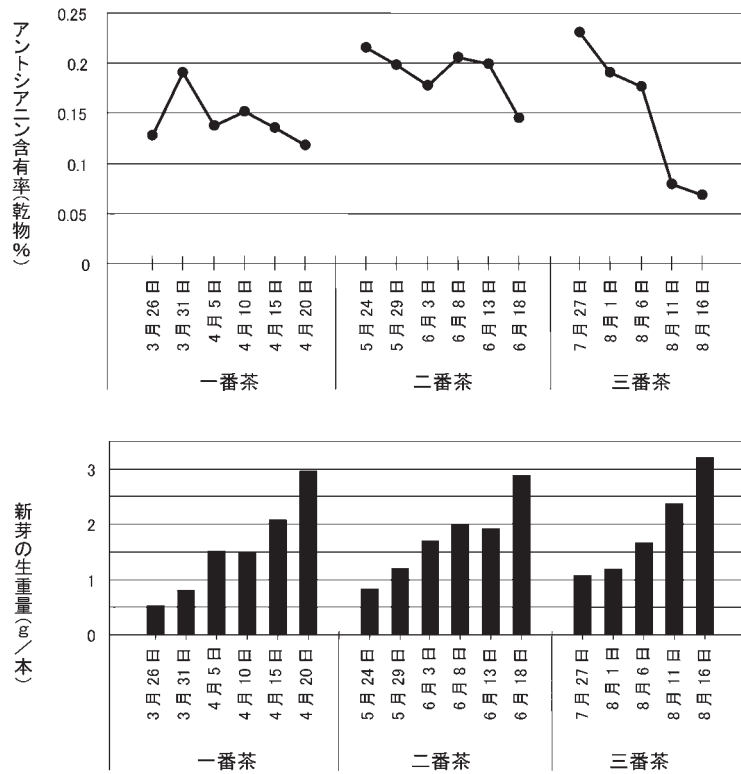 アントシアニン含有率(乾物%)
0.25
0.2
0.15
0.1
0.05
0
3月26日
3月31日
4月5日
4月10日
4月15日
4月20日
5月24日
5月29日
6月3日
6月8日
6月13日
6月18日
7月27日
8月1日
8月6日
8月11日
8月16日
一番茶
二番茶
三番茶
新芽の生重量(g/本)
3
2
1
0
3月26日
3月31日
4月5日
4月10日
4月15日
4月20日
5月24日
5月29日
6月3日
6月8日
6月13日
6月18日
7月27日
8月1日
8月6日
8月11日
8月16日
一番茶
二番茶
三番茶